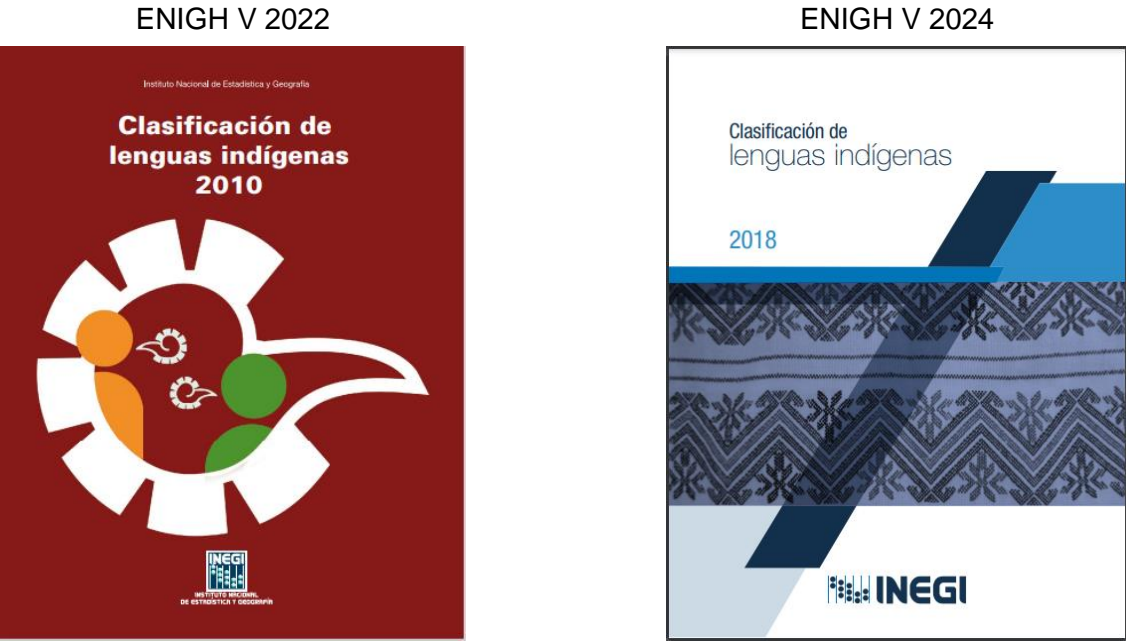 ENIGH V 2022
ENIGH V 2024
Instituto Nacional de Estadística y Geografía
Clasificación de
lenguas indígenas
2010
INEGI
INSTITUTO NACIONAL
DE ESTADÍSTICA Y GEOGRAFÍA
Clasificación de
lenguas indígenas
2018
INEGI